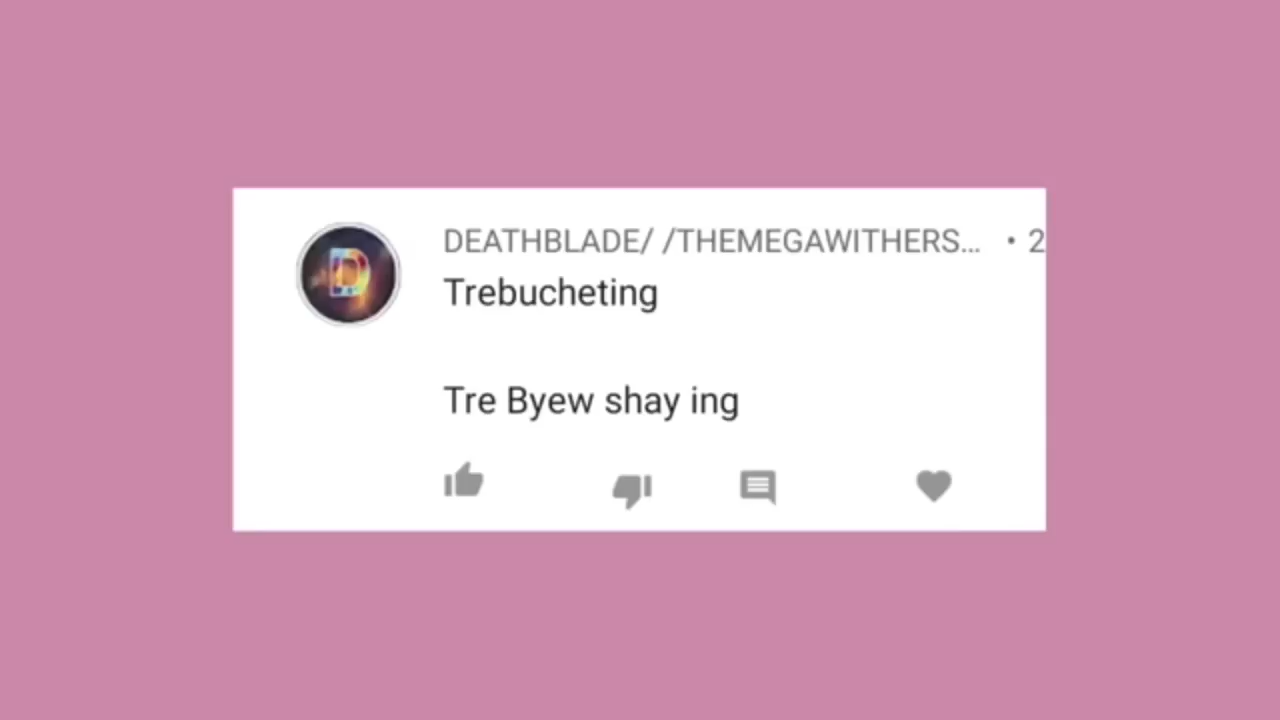 D
DEATHBLADE/ /THEMEGAWITHERS... • 2
Trebucheting
Tre Byew shay ing